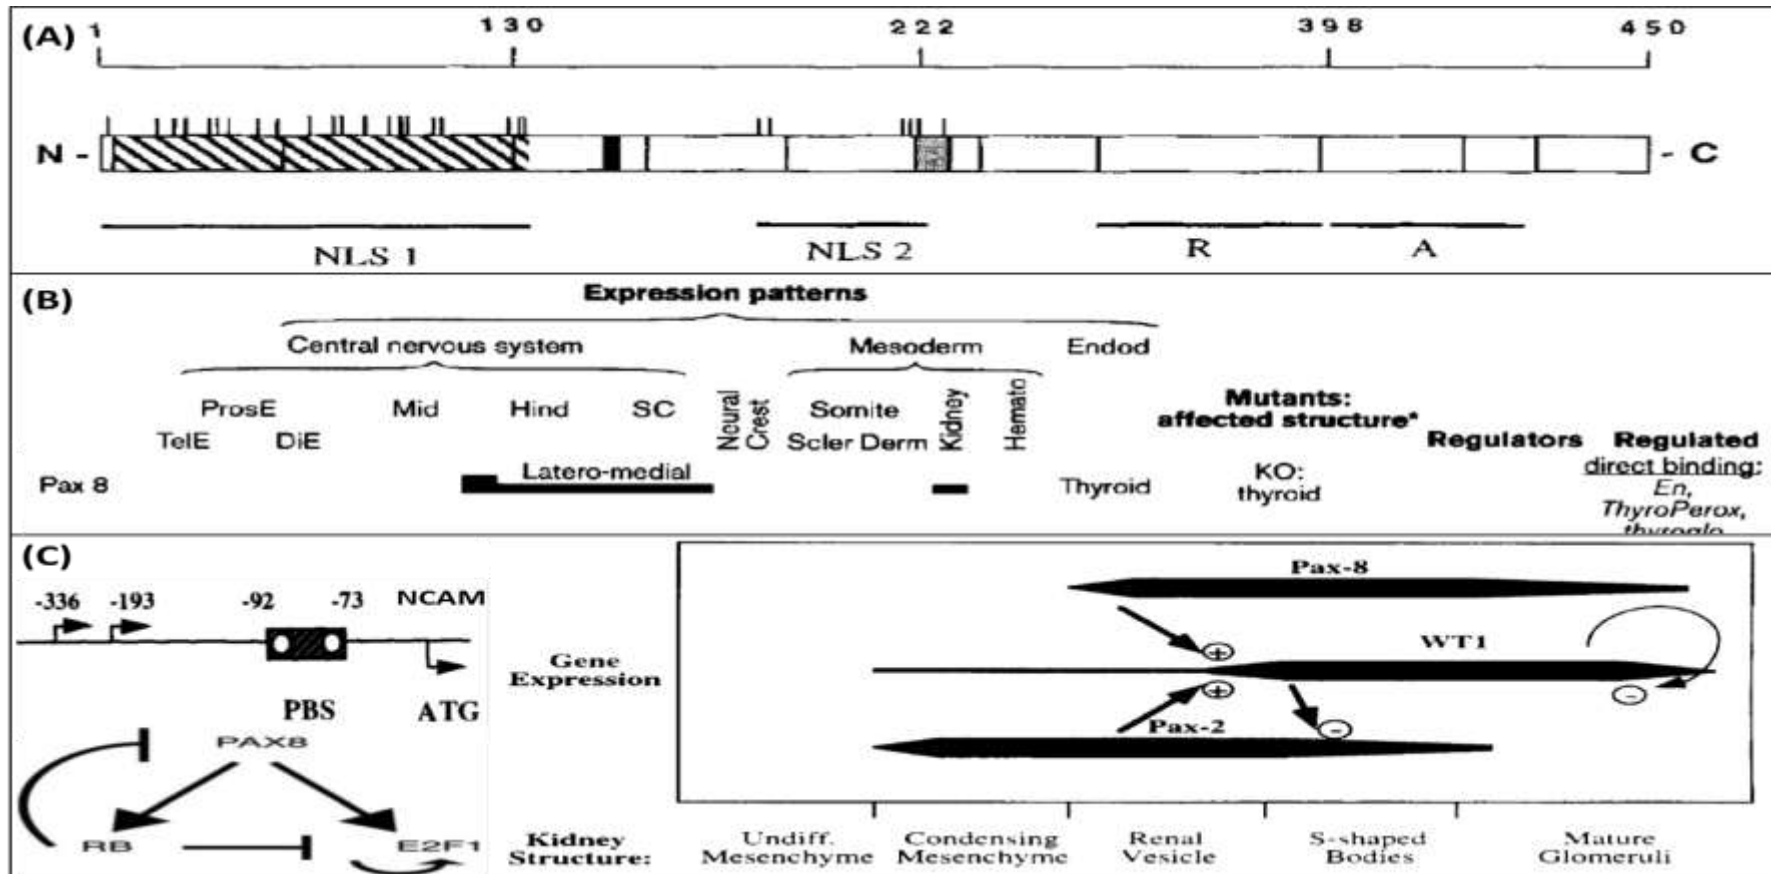 (A)
1 130 222 398 450
N - - C
NLS 1 NLS 2 R A
(B)
Expression patterns
Central nervous system Mesoderm Endod
ProsE Mid Hind SC Neural Crest Somite Kidney Hemato
TelE DiE Scler Derm
Mutants:
affected structure*
Regulators Regulated
Pax 8 Latero-medial Thyroid KO:
thyroid
direct binding:
En,
ThyroPerox,
thyroglo
(C)
-336 -193 -92 -73 NCAM
PBS ATG
PAX8
RB E2F1
Gene
Expression
Pax-8
+
WT1
+
-
Pax-2
-
Kidney
Structure:
Undiff.
Mesenchyme
Condensing
Mesenchyme
Renal
Vesicle
S-shaped
Bodies
Mature
Glomeruli